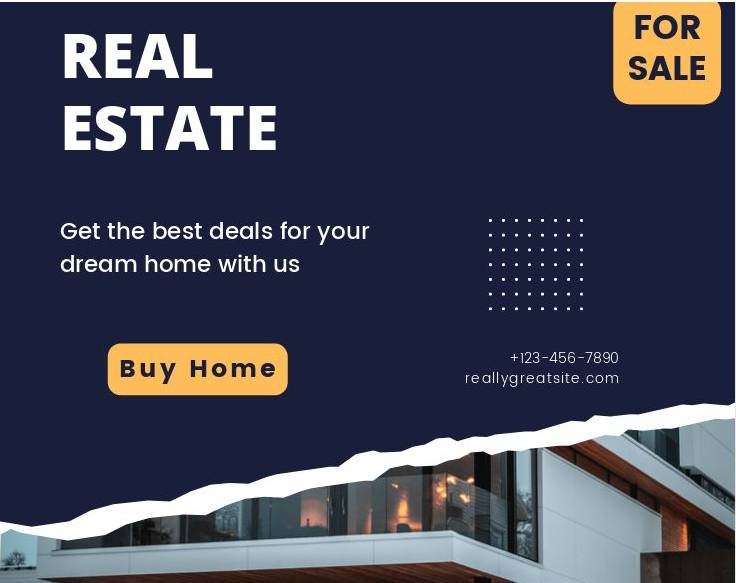 REAL
ESTATE
FOR
SALE
Get the best deals for your
dream home with us
Buy Home
+123-456-7890
reallygreatsite.com